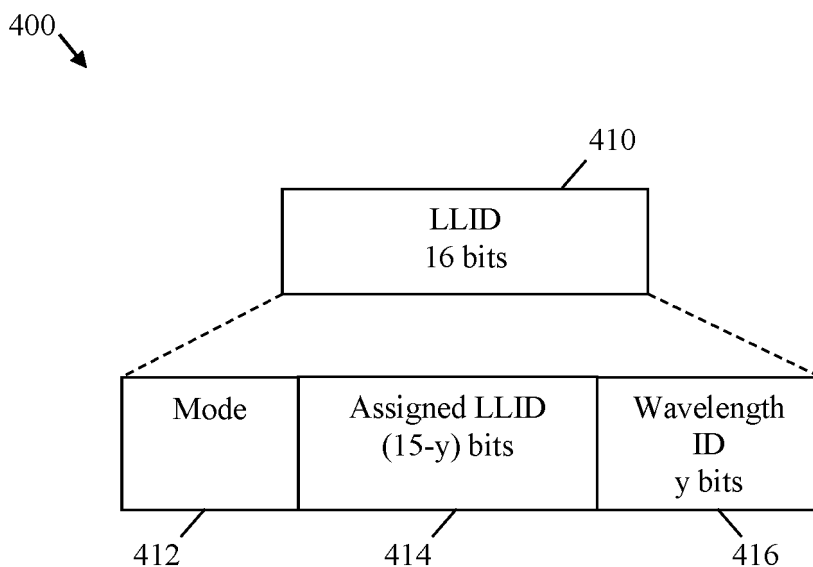 400
410
LLID
16 bits
Mode
Assigned LLID
(15-y) bits
Wavelength
ID
y bits
412
414
416